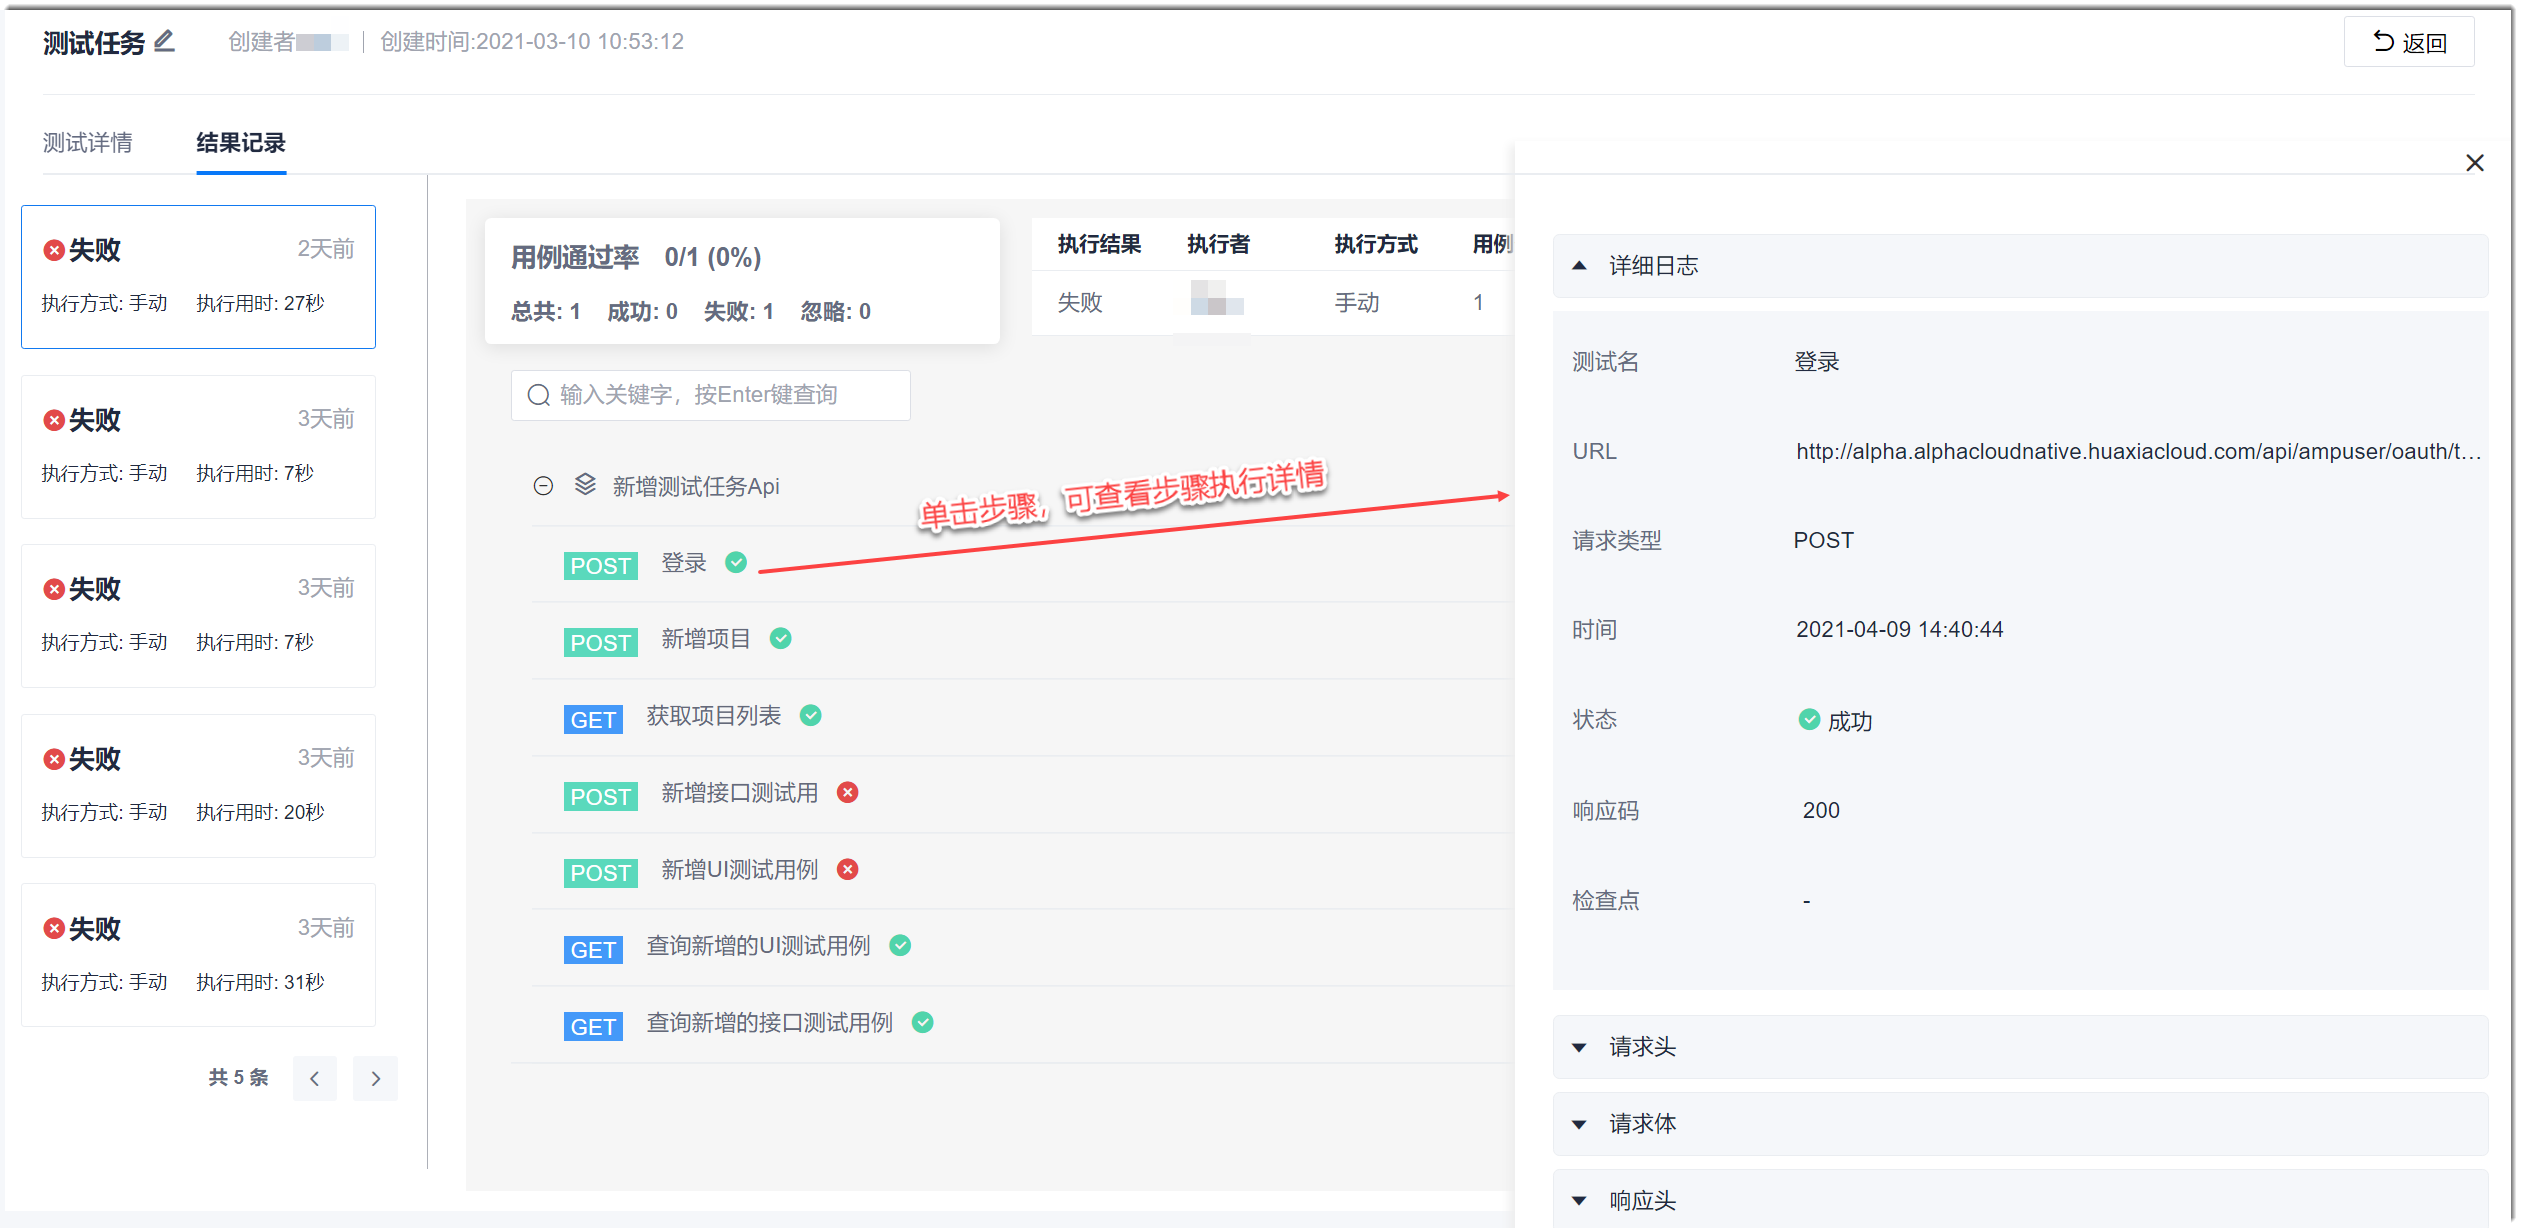 测试任务 创建者 创建时间:2021-03-10 10:53:12 返回
测试详情 结果记录
失败 2天前
执行方式: 手动 执行用时: 27秒
失败 3天前
执行方式: 手动 执行用时: 7秒
失败 3天前
执行方式: 手动 执行用时: 7秒
失败 3天前
执行方式: 手动 执行用时: 20秒
失败 3天前
执行方式: 手动 执行用时: 31秒
共 5 条
用例通过率 0/1 (0%)
总共: 1 成功: 0 失败: 1 忽略: 0
执行结果 执行者 执行方式 用例
失败 手动 1
输入关键字，按Enter键查询
新增测试任务Api
单击步骤，可查看步骤执行详情
POST 登录
POST 新增项目
GET 获取项目列表
POST 新增接口测试用
POST 新增UI测试用例
GET 查询新增的UI测试用例
GET 查询新增的接口测试用例
详细日志
测试名 登录
URL http://alpha.alphacloudnative.huaxiacloud.com/api/ampuser/oauth/t...
请求类型 POST
时间 2021-04-09 14:40:44
状态 成功
响应码 200
检查点 -
请求头
请求体
响应头